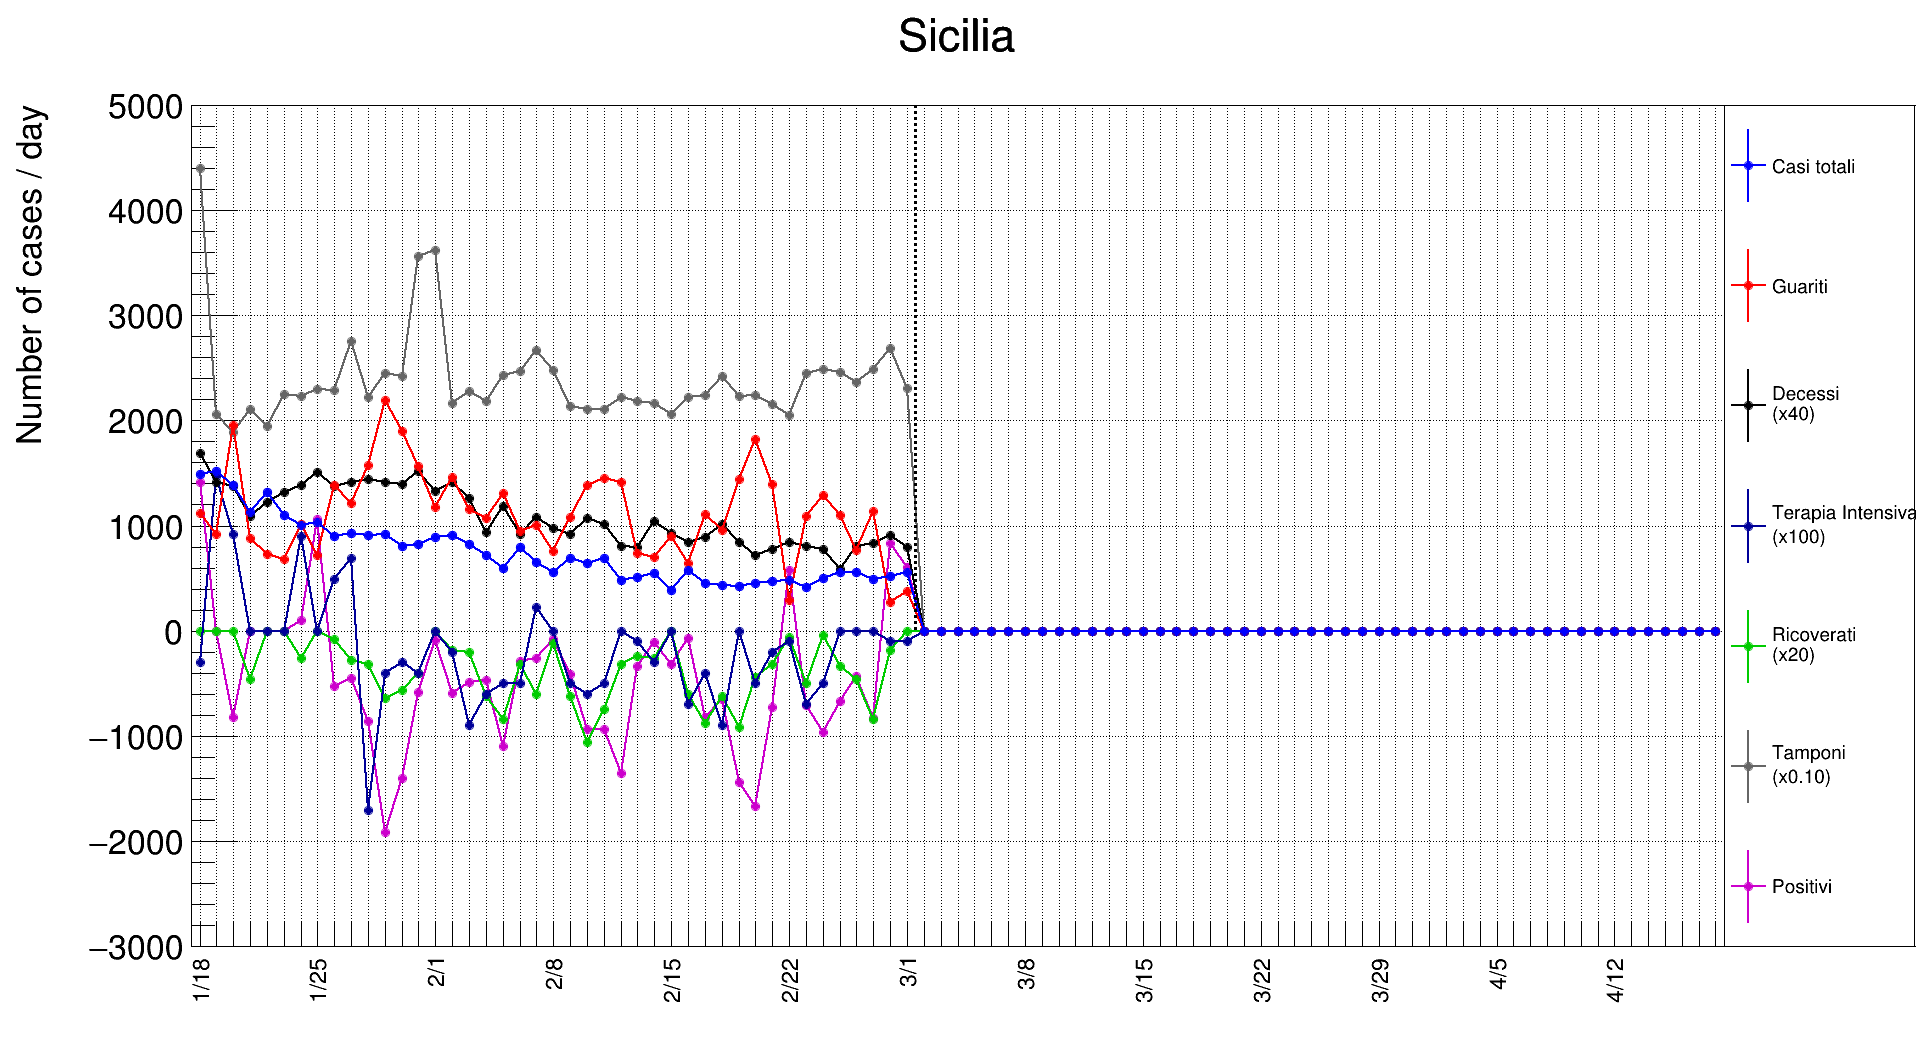 Sicilia
Number of cases / day
5000
4000
3000
2000
1000
0
−1000
−2000
−3000
1/18
1/25
2/1
2/8
2/15
2/22
3/1
3/8
3/15
3/22
3/29
4/5
4/12
Casi totali
Guariti
Decessi
(x40)
Terapia Intensiva
(x100)
Ricoverati
(x20)
Tamponi
(x0.10)
Positivi